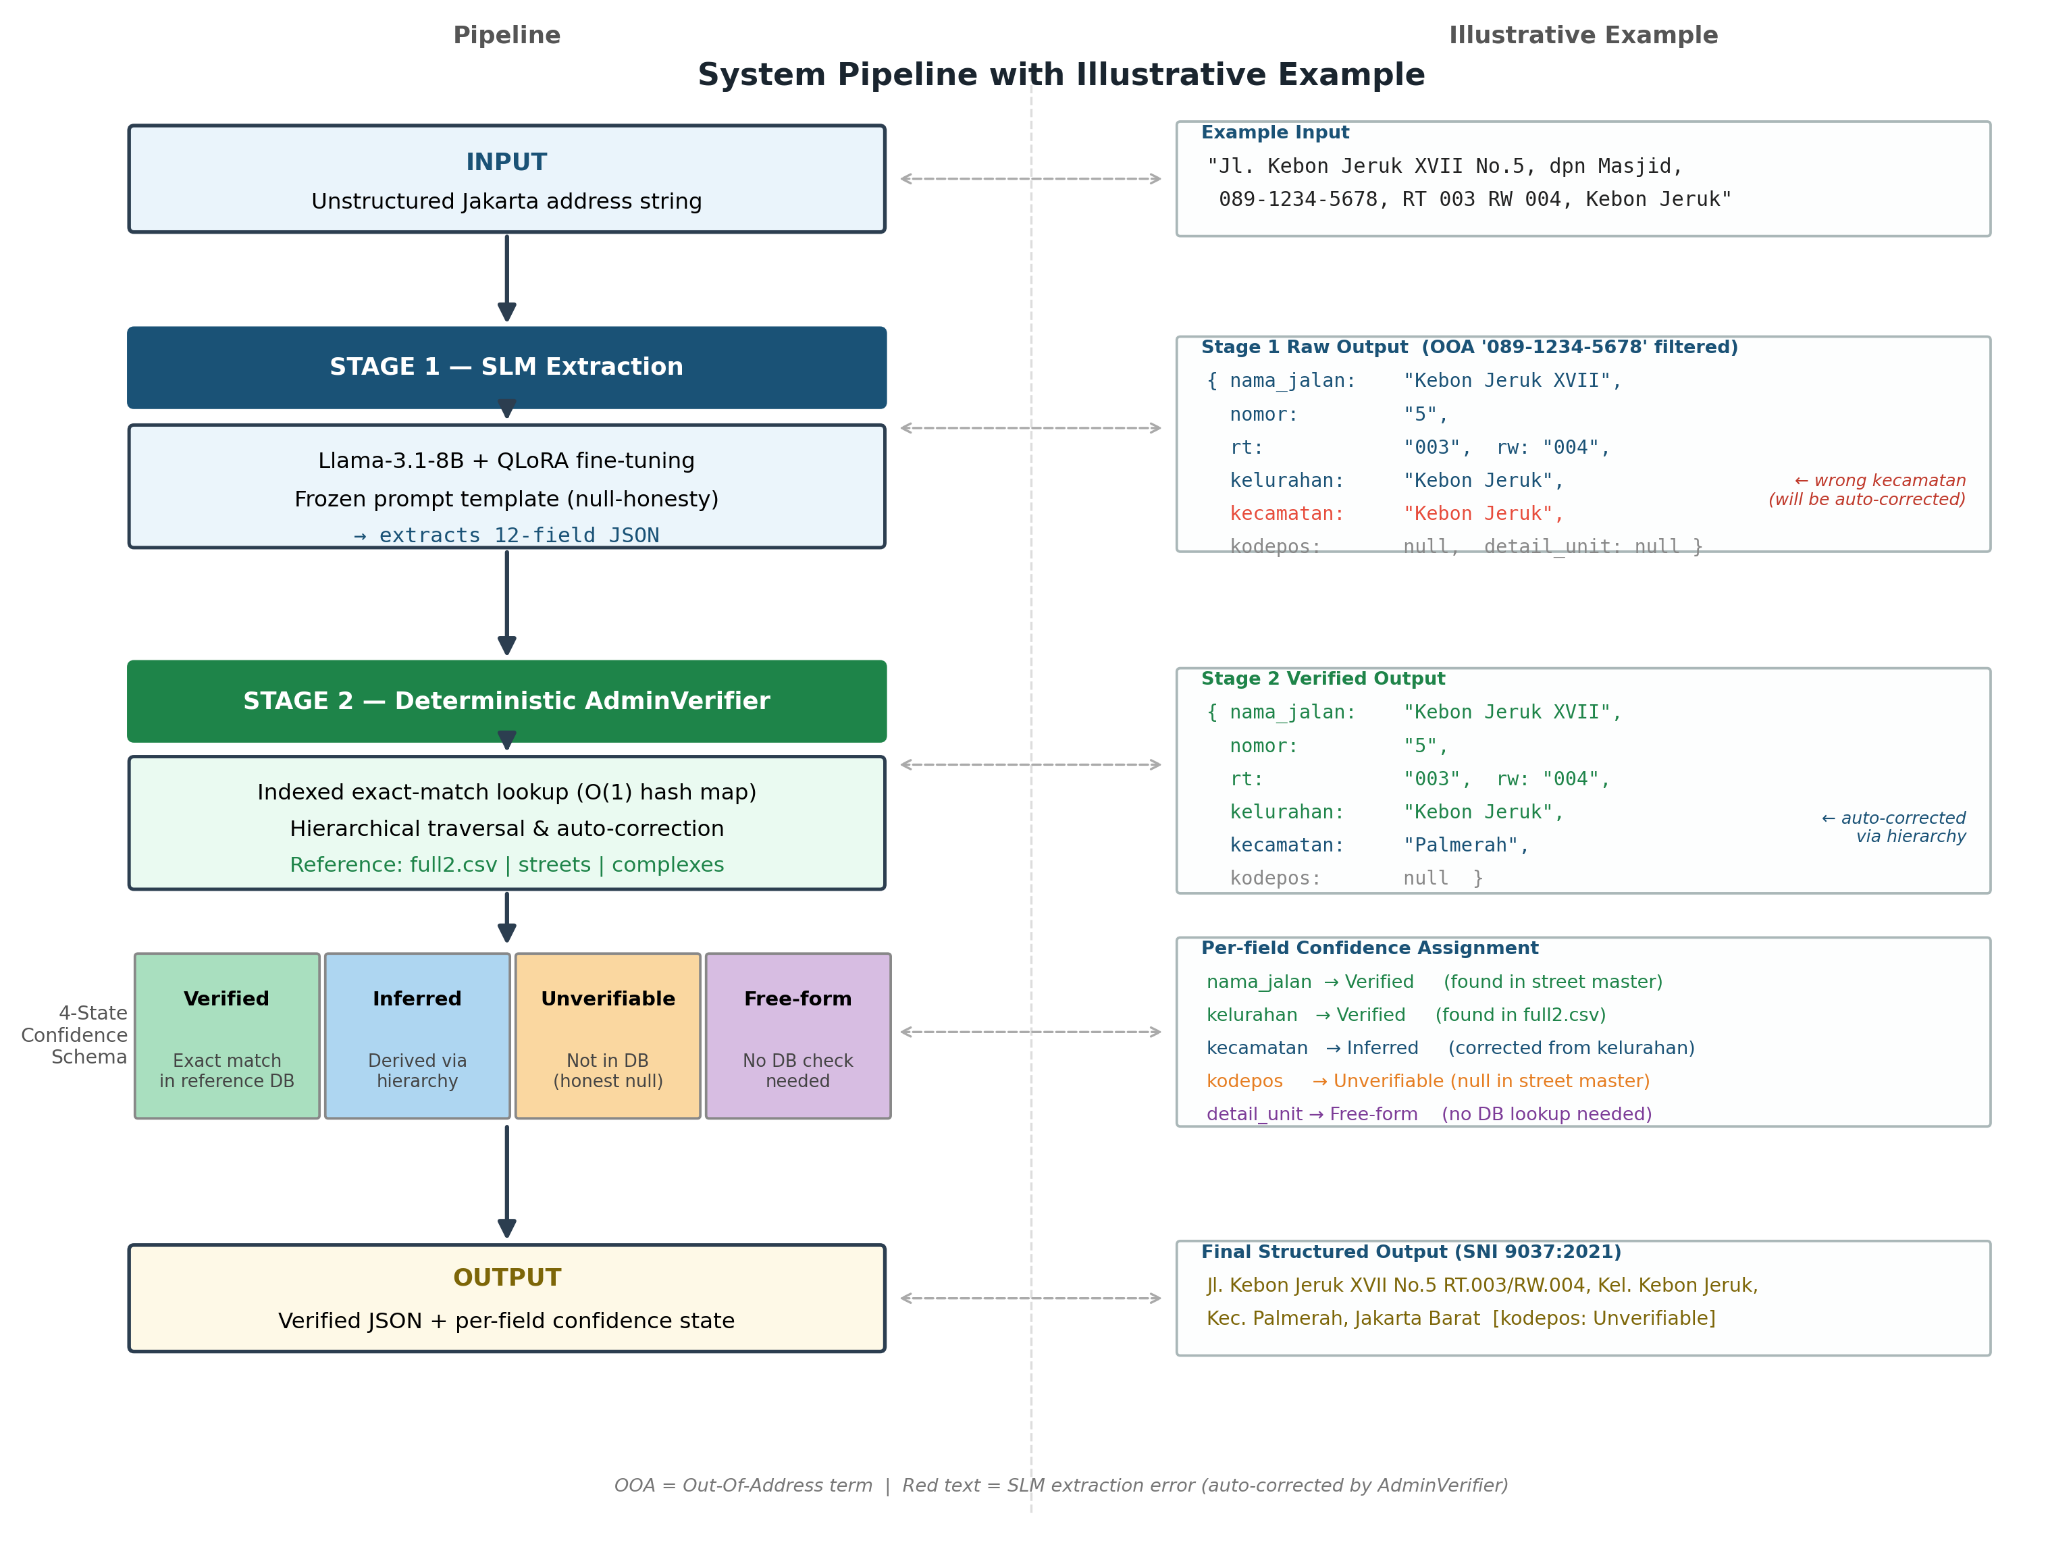 Pipeline
Illustrative Example
System Pipeline with Illustrative Example
INPUT
Unstructured Jakarta address string
Example Input
"Jl. Kebon Jeruk XVII No.5, dpn Masjid,
089-1234-5678, RT 003 RW 004, Kebon Jeruk"
STAGE 1 — SLM Extraction
Llama-3.1-8B + QLoRA fine-tuning
Frozen prompt template (null-honesty)
→ extracts 12-field JSON
Stage 1 Raw Output (OOA '089-1234-5678' filtered)
{ nama_jalan: "Kebon Jeruk XVII",
nomor: "5",
rt: "003", rw: "004",
kelurahan: "Kebon Jeruk",
kecamatan: "Kebon Jeruk",
kodepos: null, detail_unit: null }
← wrong kecamatan
(will be auto-corrected)
STAGE 2 — Deterministic AdminVerifier
Indexed exact-match lookup (O(1) hash map)
Hierarchical traversal & auto-correction
Reference: full2.csv | streets | complexes
Stage 2 Verified Output
{ nama_jalan: "Kebon Jeruk XVII",
nomor: "5",
rt: "003", rw: "004",
kelurahan: "Kebon Jeruk",
kecamatan: "Palmerah",
kodepos: null }
← auto-corrected
via hierarchy
4-State
Confidence
Schema
Verified
Exact match
in reference DB
Inferred
Derived via
hierarchy
Unverifiable
Not in DB
(honest null)
Free-form
No DB check
needed
Per-field Confidence Assignment
nama_jalan → Verified (found in street master)
kelurahan → Verified (found in full2.csv)
kecamatan → Inferred (corrected from kelurahan)
kodepos → Unverifiable (null in street master)
detail_unit → Free-form (no DB lookup needed)
OUTPUT
Verified JSON + per-field confidence state
Final Structured Output (SNI 9037:2021)
Jl. Kebon Jeruk XVII No.5 RT.003/RW.004, Kel. Kebon Jeruk,
Kec. Palmerah, Jakarta Barat [kodepos: Unverifiable]
OOA = Out-Of-Address term | Red text = SLM extraction error (auto-corrected by AdminVerifier)